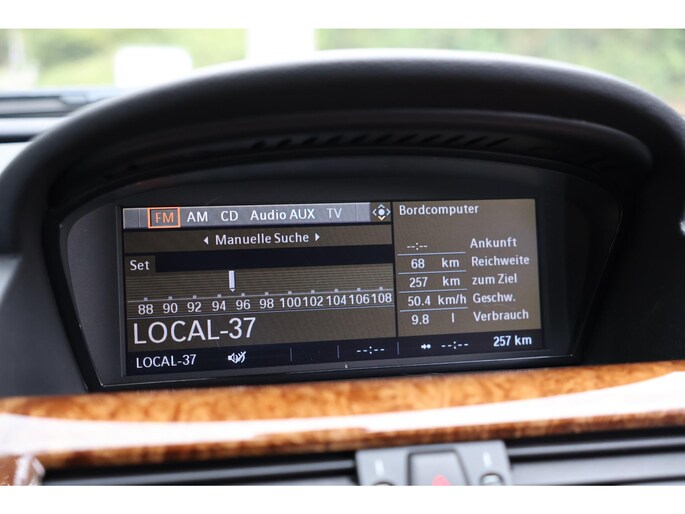 FM AM CD Audio AUX TV
Manuelle Suche
Set
88 90 92 94 96 98 100 102 104 106 108
LOCAL-37
LOCAL-37 --:--
Bordcomputer
--:-- Ankunft
68 km Reichweite
257 km zum Ziel
50.4 km/h Geschw.
9.8 l Verbrauch
--:-- 257 km